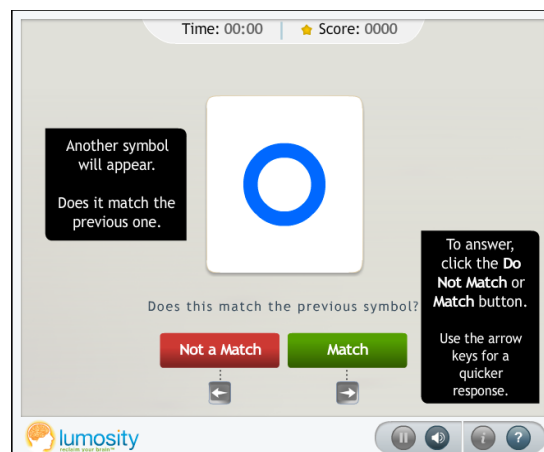 Time: 00:00
Score: 0000
Another symbol
will appear.
Does it match the
previous one.
To answer,
click the Do
Not Match or
Match button.
Use the arrow
keys for a
quicker
response.
Does this match the previous symbol?
Not a Match
Match
lumosity
reclaim your brain™